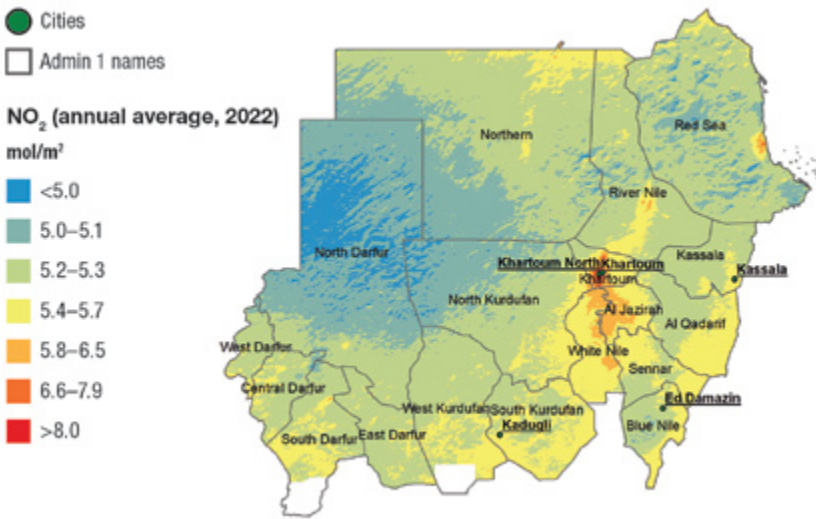 Cities
Admin 1 names
NO₂ (annual average, 2022)
mol/m²
<5.0
5.0–5.1
5.2–5.3
5.4–5.7
5.8–6.5
6.6–7.9
>8.0
Northern
Red Sea
River Nile
North Darfur
Khartoum North Khartoum
Khartoum
Kassala
Kassala
North Kurdufan
Al Jazirah
Al Qadarif
West Darfur
White Nile
Sennar
Central Darfur
West Kurdufan
South Kurdufan
Ed Damazin
South Darfur
East Darfur
Kadugli
Blue Nile